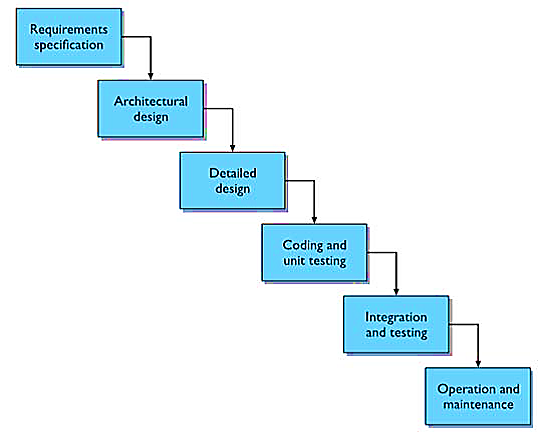 Requirements
specification
Architectural
design
Detailed
design
Coding and
unit testing
Integration
and testing
Operation and
maintenance